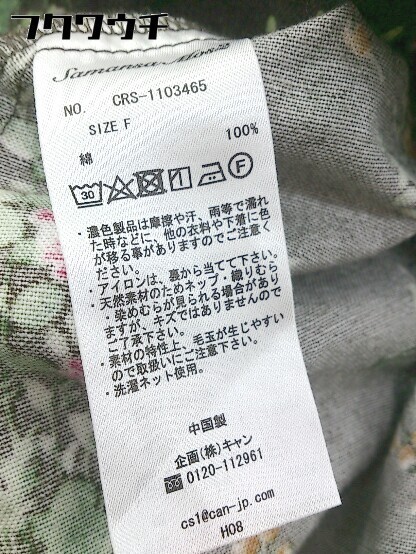 フクウウチ
Samansa Mos2
NO. CRS-1103465
SIZE F
綿 100%
30
F
・濃色製品は摩擦や汗、雨等で濡れ
た時などに、他の衣料や下着に色
が移る事がありますのでご注意く
ださい。
・アイロンは、裏から当てて下さい。
・天然素材のためネップ・織りむら
・染めむらが見られる場合があり
ますが、キズではありませんので
ご了承下さい。
・素材の特性上、毛玉が生じやすい
ので取扱いにご注意下さい。
・洗濯ネット使用。
中国製
企画(株)キャン
0120-112961
cs1@can-jp.com
H08